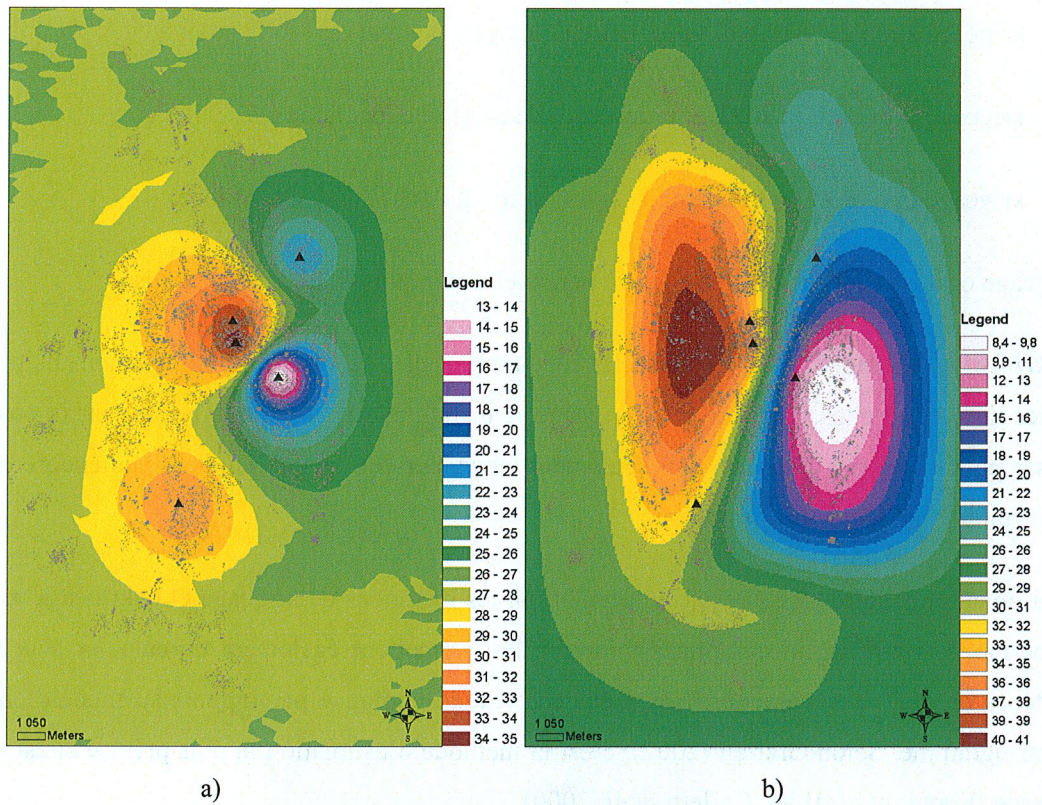 Legend
13 - 14
14 - 15
15 - 16
16 - 17
17 - 18
18 - 19
19 - 20
20 - 21
21 - 22
22 - 23
23 - 24
24 - 25
25 - 26
26 - 27
27 - 28
28 - 29
29 - 30
30 - 31
31 - 32
32 - 33
33 - 34
34 - 35
1 050
Meters
N
W E
S
a)
Legend
8,4 - 9,8
9,9 - 11
12 - 13
14 - 14
15 - 16
17 - 17
18 - 19
20 - 20
21 - 22
23 - 23
24 - 25
26 - 26
27 - 28
29 - 29
30 - 31
32 - 32
33 - 33
34 - 35
36 - 36
37 - 38
39 - 39
40 - 41
1 050
Meters
N
W E
S
b)